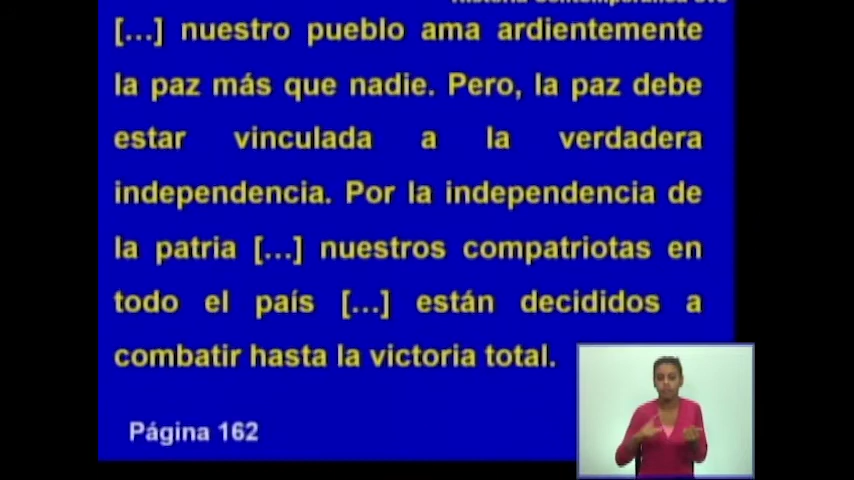 [...] nuestro pueblo ama ardientemente
la paz más que nadie. Pero, la paz debe
estar vinculada a la verdadera
independencia. Por la independencia de
la patria [...] nuestros compatriotas en
todo el país [...] están decididos a
combatir hasta la victoria total.
Página 162